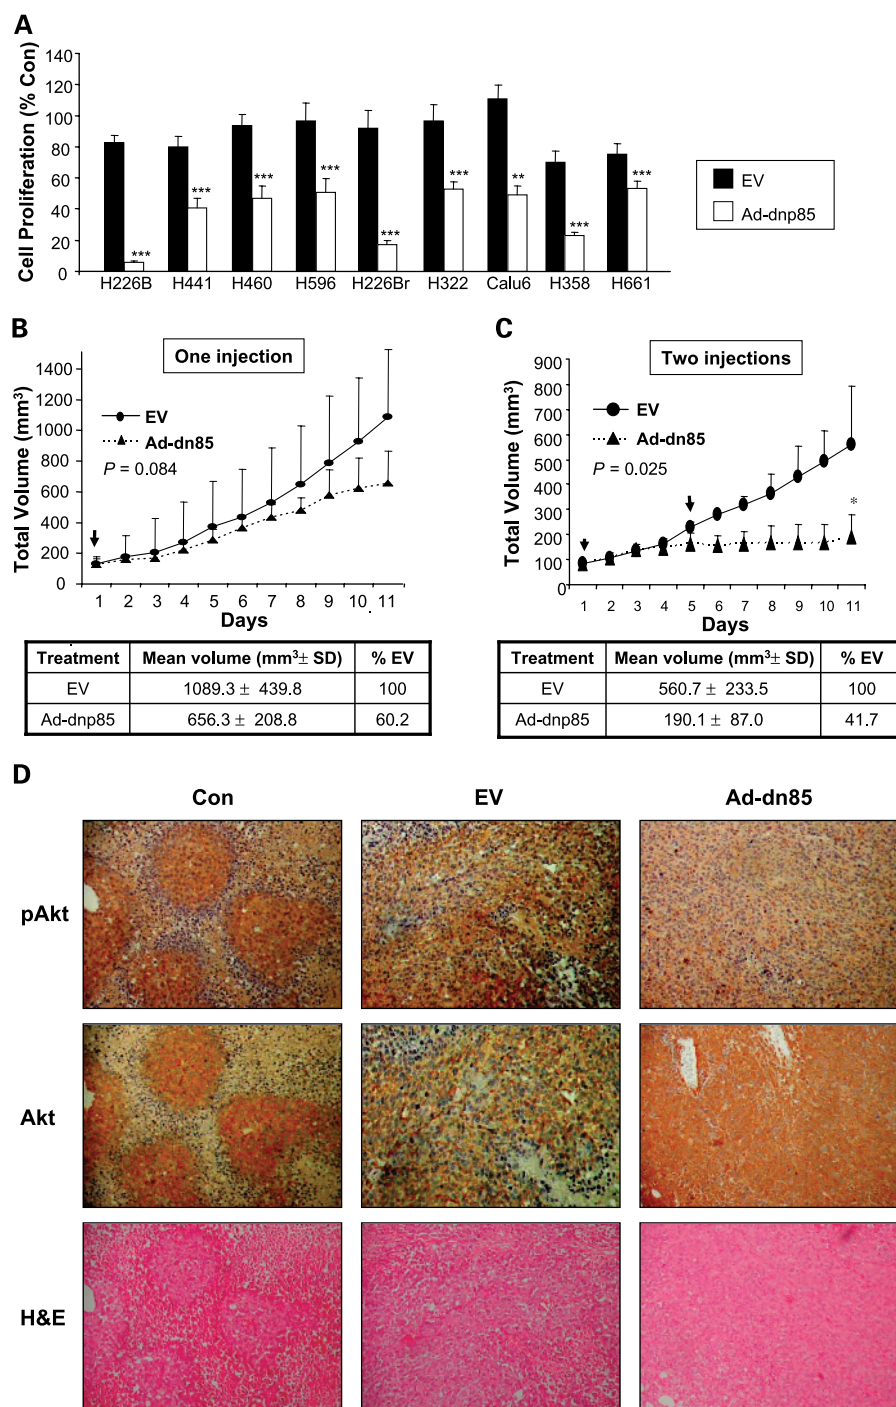 A
Cell Proliferation (% Con)
140
120
100
80
60
40
20
0
***
***
***
***
***
***
**
***
***
H226B H441 H460 H596 H226Br H322 Calu6 H358 H661
EV
Ad-dnp85
B
One injection
Total Volume (mm³)
1400
1200
1000
800
600
400
200
0
EV
Ad-dn85
P = 0.084
1 2 3 4 5 6 7 8 9 10 11
Days
Treatment Mean volume (mm³± SD) % EV
EV 1089.3 ± 439.8 100
Ad-dnp85 656.3 ± 208.8 60.2
C
Two injections
Total Volume (mm³)
900
800
700
600
500
400
300
200
100
0
EV
Ad-dn85
P = 0.025
*
1 2 3 4 5 6 7 8 9 10 11
Days
Treatment Mean volume (mm³± SD) % EV
EV 560.7 ± 233.5 100
Ad-dnp85 190.1 ± 87.0 41.7
D
Con EV Ad-dn85
pAkt
Akt
H&E